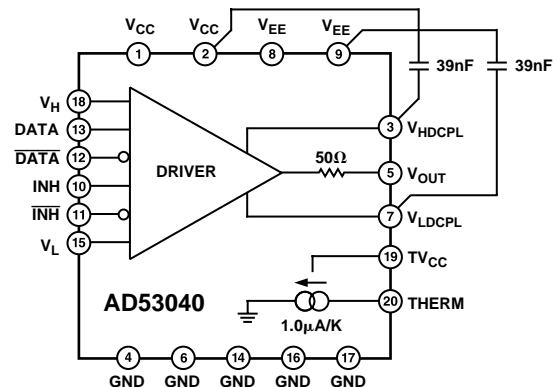 VCC VCC VEE VEE
1 2 8 9
39nF 39nF
VH 18
DATA 13
DATA 12
INH 10
INH 11
VL 15
DRIVER
50Ω
3 VHDCPL
5 VOUT
7 VLDCPL
19 TVCC
20 THERM
1.0µA/K
AD53040
4 6 14 16 17
GND GND GND GND GND